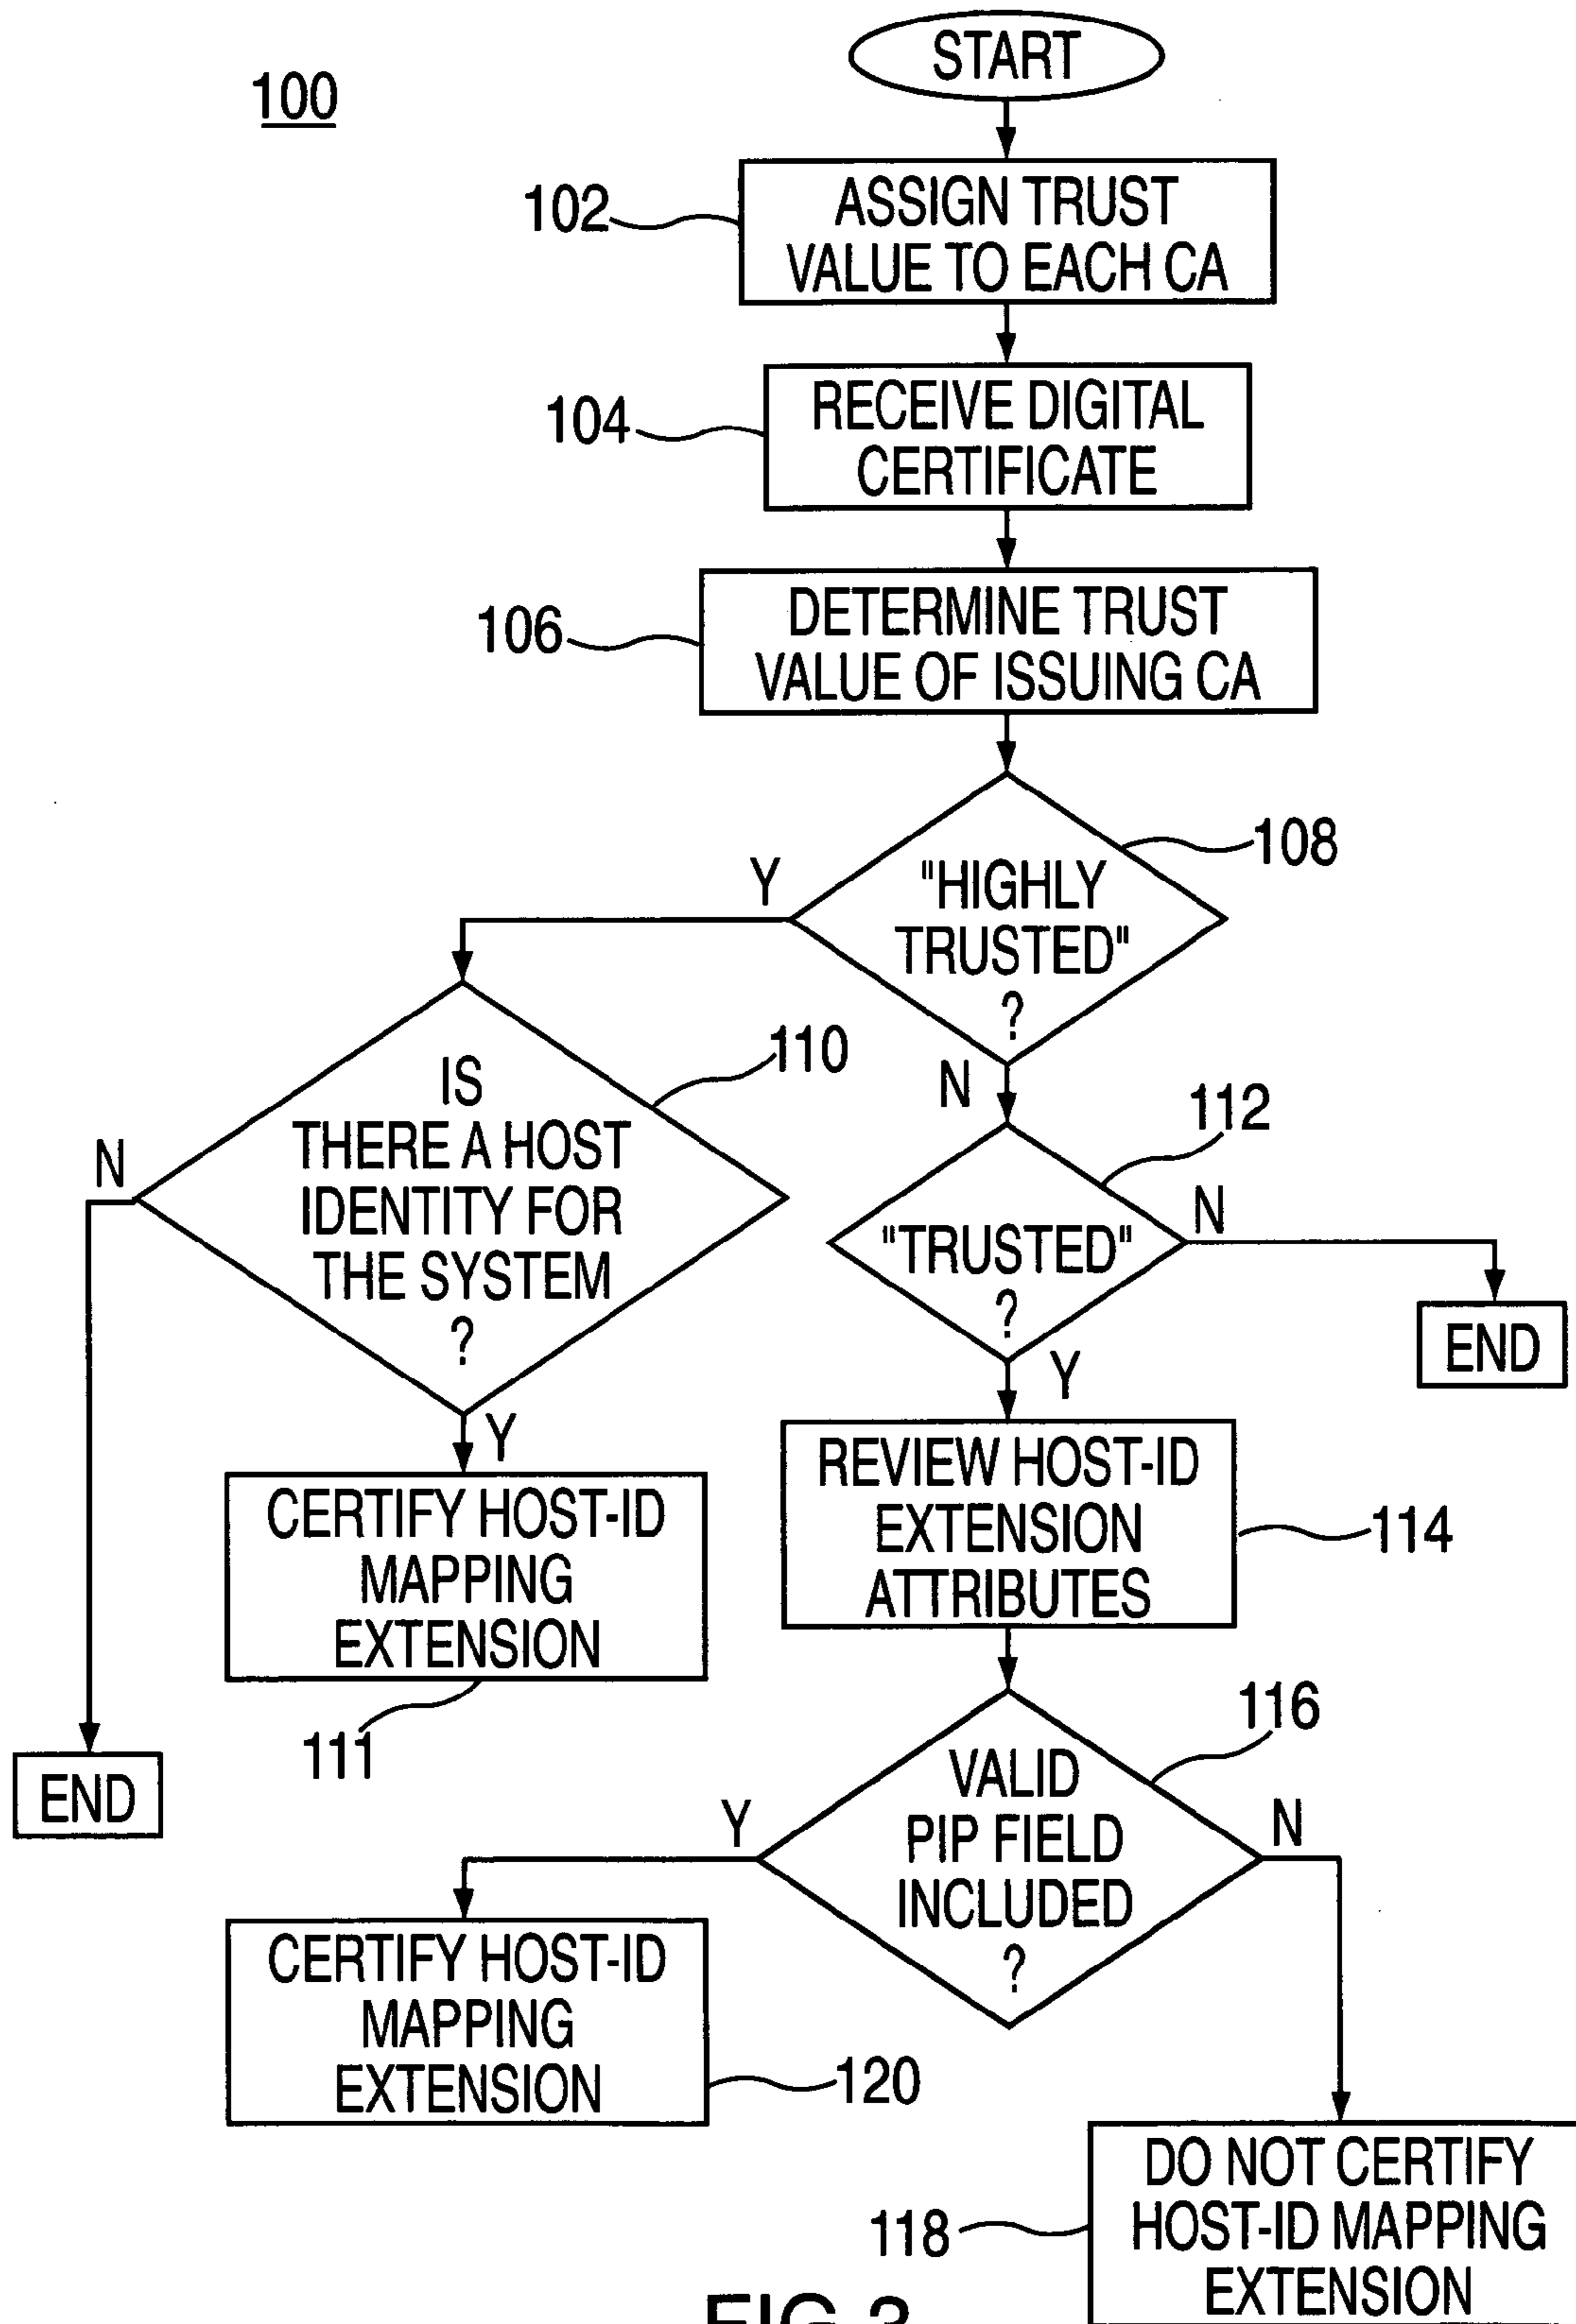 START
100
102
ASSIGN TRUST
VALUE TO EACH CA
104
RECEIVE DIGITAL
CERTIFICATE
106
DETERMINE TRUST
VALUE OF ISSUING CA
108
Y
"HIGHLY
TRUSTED"
?
N
110
IS
THERE A HOST
IDENTITY FOR
THE SYSTEM
?
N
112
"TRUSTED"
?
N
END
Y
Y
CERTIFY HOST-ID
MAPPING
EXTENSION
111
END
REVIEW HOST-ID
EXTENSION
ATTRIBUTES
114
116
VALID
PIP FIELD
INCLUDED
?
Y
N
CERTIFY HOST-ID
MAPPING
EXTENSION
120
DO NOT CERTIFY
HOST-ID MAPPING
EXTENSION
118
FIG. 3